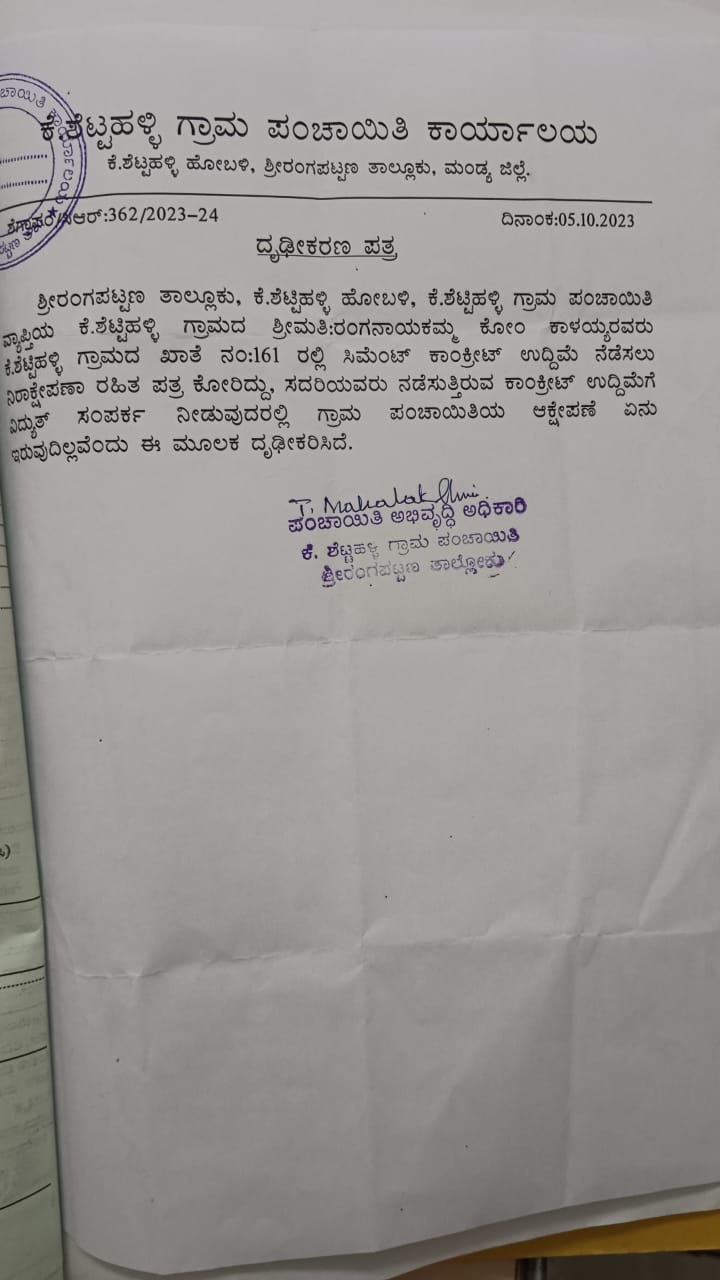 ಚಾಯಿತಿ ಕಾರ್ಯಾಲಯ
ಕೆ.ಶೆಟ್ಟಹಳ್ಳಿ ಗ್ರಾಮ ಪಂಚಾಯಿತಿ ಕಾರ್ಯಾಲಯ
ಕೆ.ಶೆಟ್ಟಿಹಳ್ಳಿ ಹೋಬಳಿ, ಶ್ರೀರಂಗಪಟ್ಟಣ ತಾಲ್ಲೂಕು, ಮಂಡ್ಯ ಜಿಲ್ಲೆ.
ಆರ್:362/2023-24 ದಿನಾಂಕ:05.10.2023
ದೃಢೀಕರಣ ಪತ್ರ
ಶ್ರೀರಂಗಪಟ್ಟಣ ತಾಲ್ಲೂಕು, ಕೆ.ಶೆಟ್ಟಿಹಳ್ಳಿ ಹೋಬಳಿ, ಕೆ.ಶೆಟ್ಟಿಹಳ್ಳಿ ಗ್ರಾಮ ಪಂಚಾಯಿತಿ
ವ್ಯಾಪ್ತಿಯ ಕೆ.ಶೆಟ್ಟಿಹಳ್ಳಿ ಗ್ರಾಮದ ಶ್ರೀಮತಿ:ರಂಗನಾಯಕಮ್ಮ ಕೋಂ ಕಾಳಯ್ಯರವರು
ಕೆ.ಶೆಟ್ಟಿಹಳ್ಳಿ ಗ್ರಾಮದ ಖಾತೆ ನಂ:161 ರಲ್ಲಿ ಸಿಮೆಂಟ್ ಕಾಂಕ್ರೀಟ್ ಉದ್ದಿಮೆ ನೆಡೆಸಲು
ನಿರಾಕ್ಷೇಪಣಾ ರಹಿತ ಪತ್ರ ಕೋರಿದ್ದು, ಸದರಿಯವರು ನಡೆಸುತ್ತಿರುವ ಕಾಂಕ್ರೀಟ್ ಉದ್ದಿಮೆಗೆ
ವಿದ್ಯುತ್ ಸಂಪರ್ಕ ನೀಡುವುದರಲ್ಲಿ ಗ್ರಾಮ ಪಂಚಾಯಿತಿಯ ಆಕ್ಷೇಪಣೆ ಏನು
ಇರುವುದಿಲ್ಲವೆಂದು ಈ ಮೂಲಕ ದೃಢೀಕರಿಸಿದೆ.
T. Mahalakshmi
ಪಂಚಾಯಿತಿ ಅಭಿವೃದ್ಧಿ ಅಧಿಕಾರಿ
ಕೆ. ಶೆಟ್ಟಹಳ್ಳಿ ಗ್ರಾಮ ಪಂಚಾಯಿತಿ
ಶ್ರೀರಂಗಪಟ್ಟಣ ತಾಲ್ಲೋಕು